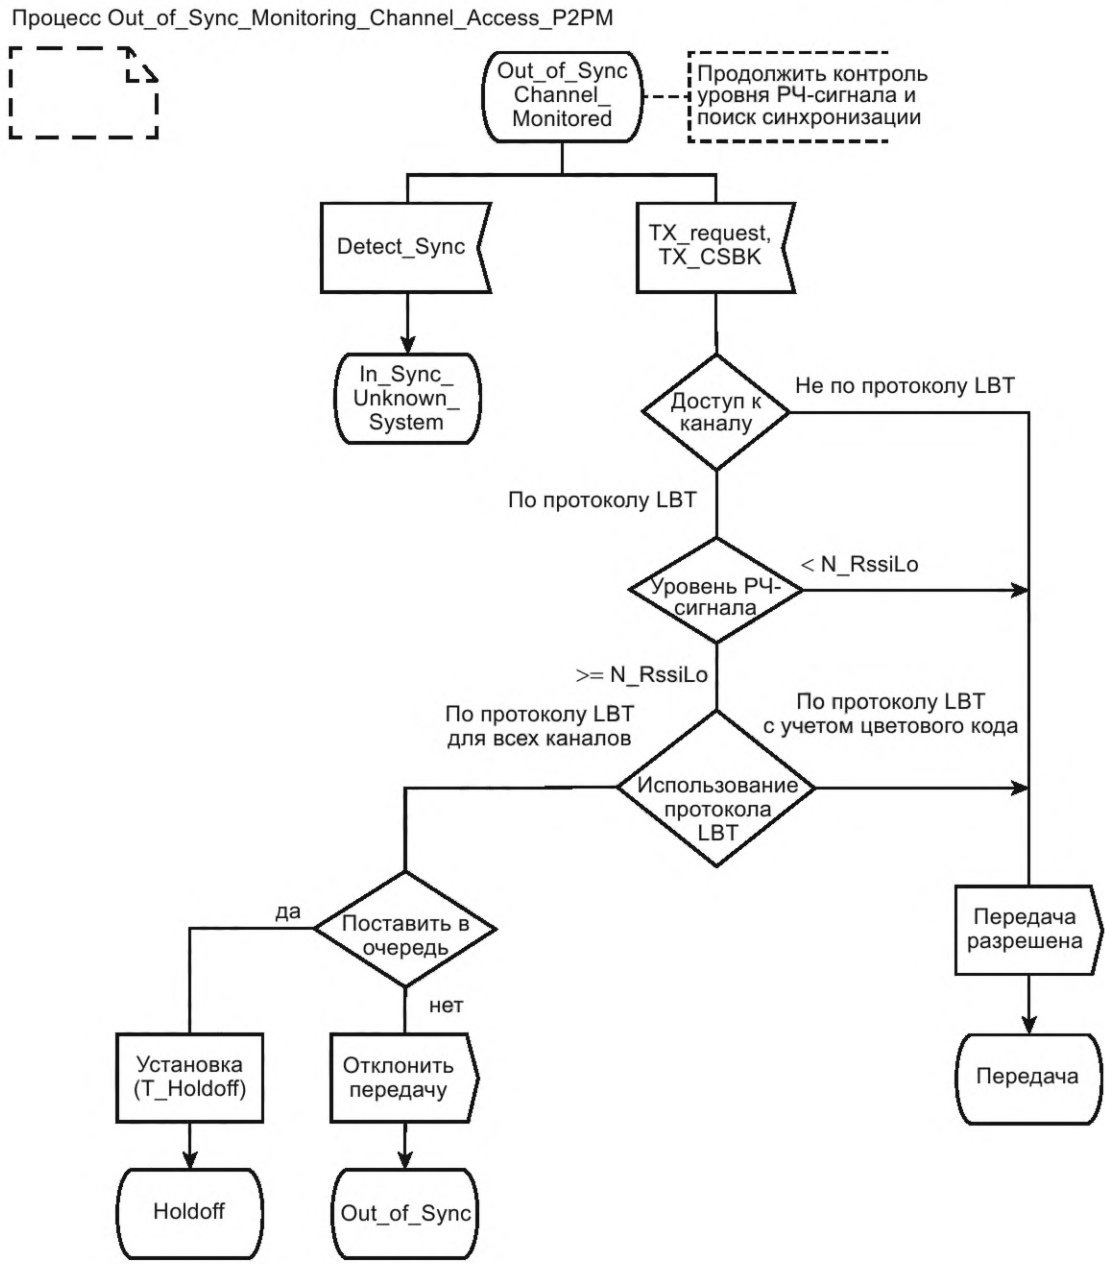 Процесс Out_of_Sync_Monitoring_Channel_Access_P2PM
Out_of_Sync
Channel_
Monitored
Продолжить контроль
уровня РЧ-сигнала и
поиск синхронизации
Detect_Sync
TX_request,
TX_CSBK
In_Sync_
Unknown_
System
Доступ к
каналу
Не по протоколу LBT
По протоколу LBT
Уровень РЧ-
сигнала
< N_RssiLo
>= N_RssiLo
По протоколу LBT
для всех каналов
По протоколу LBT
с учетом цветового кода
Использование
протокола
LBT
Поставить в
очередь
да
нет
Передача
разрешена
Установка
(T_Holdoff)
Отклонить
передачу
Передача
Holdoff
Out_of_Sync